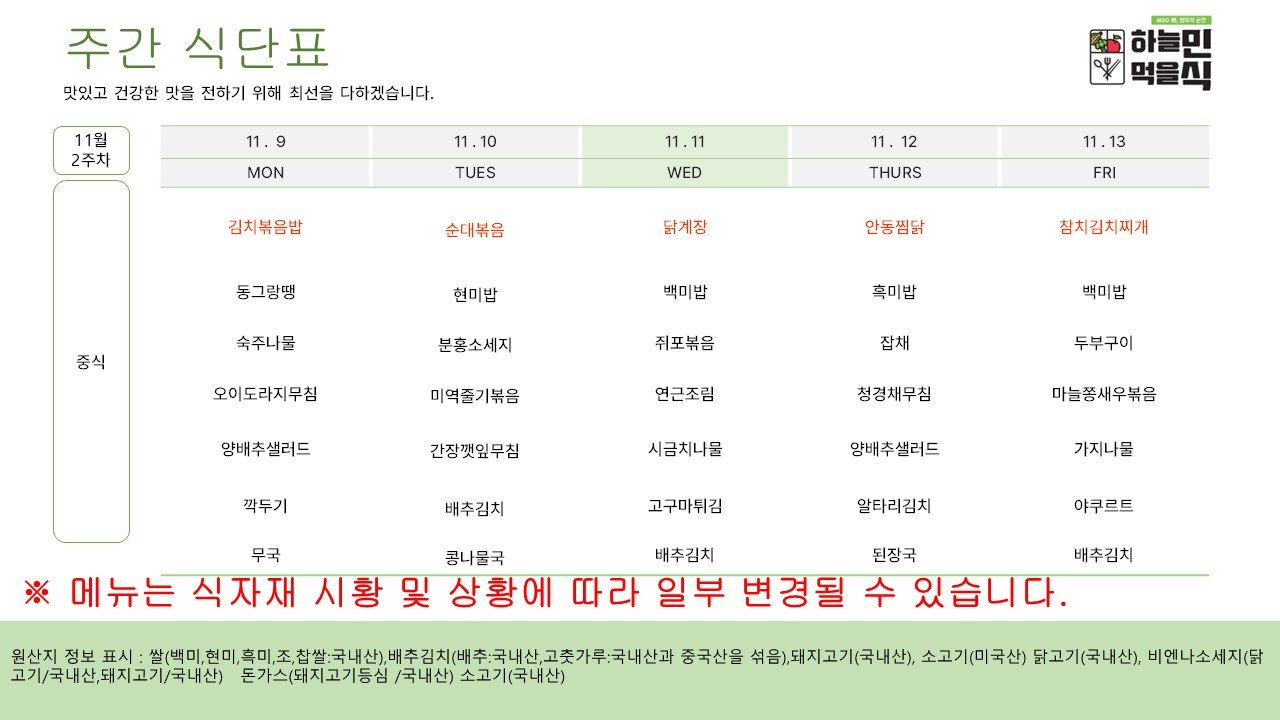 주간 식단표
맛있고 건강한 맛을 전하기 위해 최선을 다하겠습니다.
MSG 無, 엄마의 손맛
하늘민
먹을식
11월
2주차
11 . 9 11 . 10 11 . 11 11 . 12 11 . 13
MON TUES WED THURS FRI
중식
김치볶음밥 순대볶음 닭계장 안동찜닭 참치김치찌개
동그랑땡 현미밥 백미밥 흑미밥 백미밥
숙주나물 분홍소세지 쥐포볶음 잡채 두부구이
오이도라지무침 미역줄기볶음 연근조림 청경채무침 마늘쫑새우볶음
양배추샐러드 간장깻잎무침 시금치나물 양배추샐러드 가지나물
깍두기 배추김치 고구마튀김 알타리김치 야쿠르트
무국 콩나물국 배추김치 된장국 배추김치
※ 메뉴는 식자재 시황 및 상황에 따라 일부 변경될 수 있습니다.
원산지 정보 표시 : 쌀(백미,현미,흑미,조,찹쌀:국내산),배추김치(배추:국내산,고춧가루:국내산과 중국산을 섞음),돼지고기(국내산), 소고기(미국산) 닭고기(국내산), 비엔나소세지(닭
고기/국내산,돼지고기/국내산) 돈가스(돼지고기등심 /국내산) 소고기(국내산)